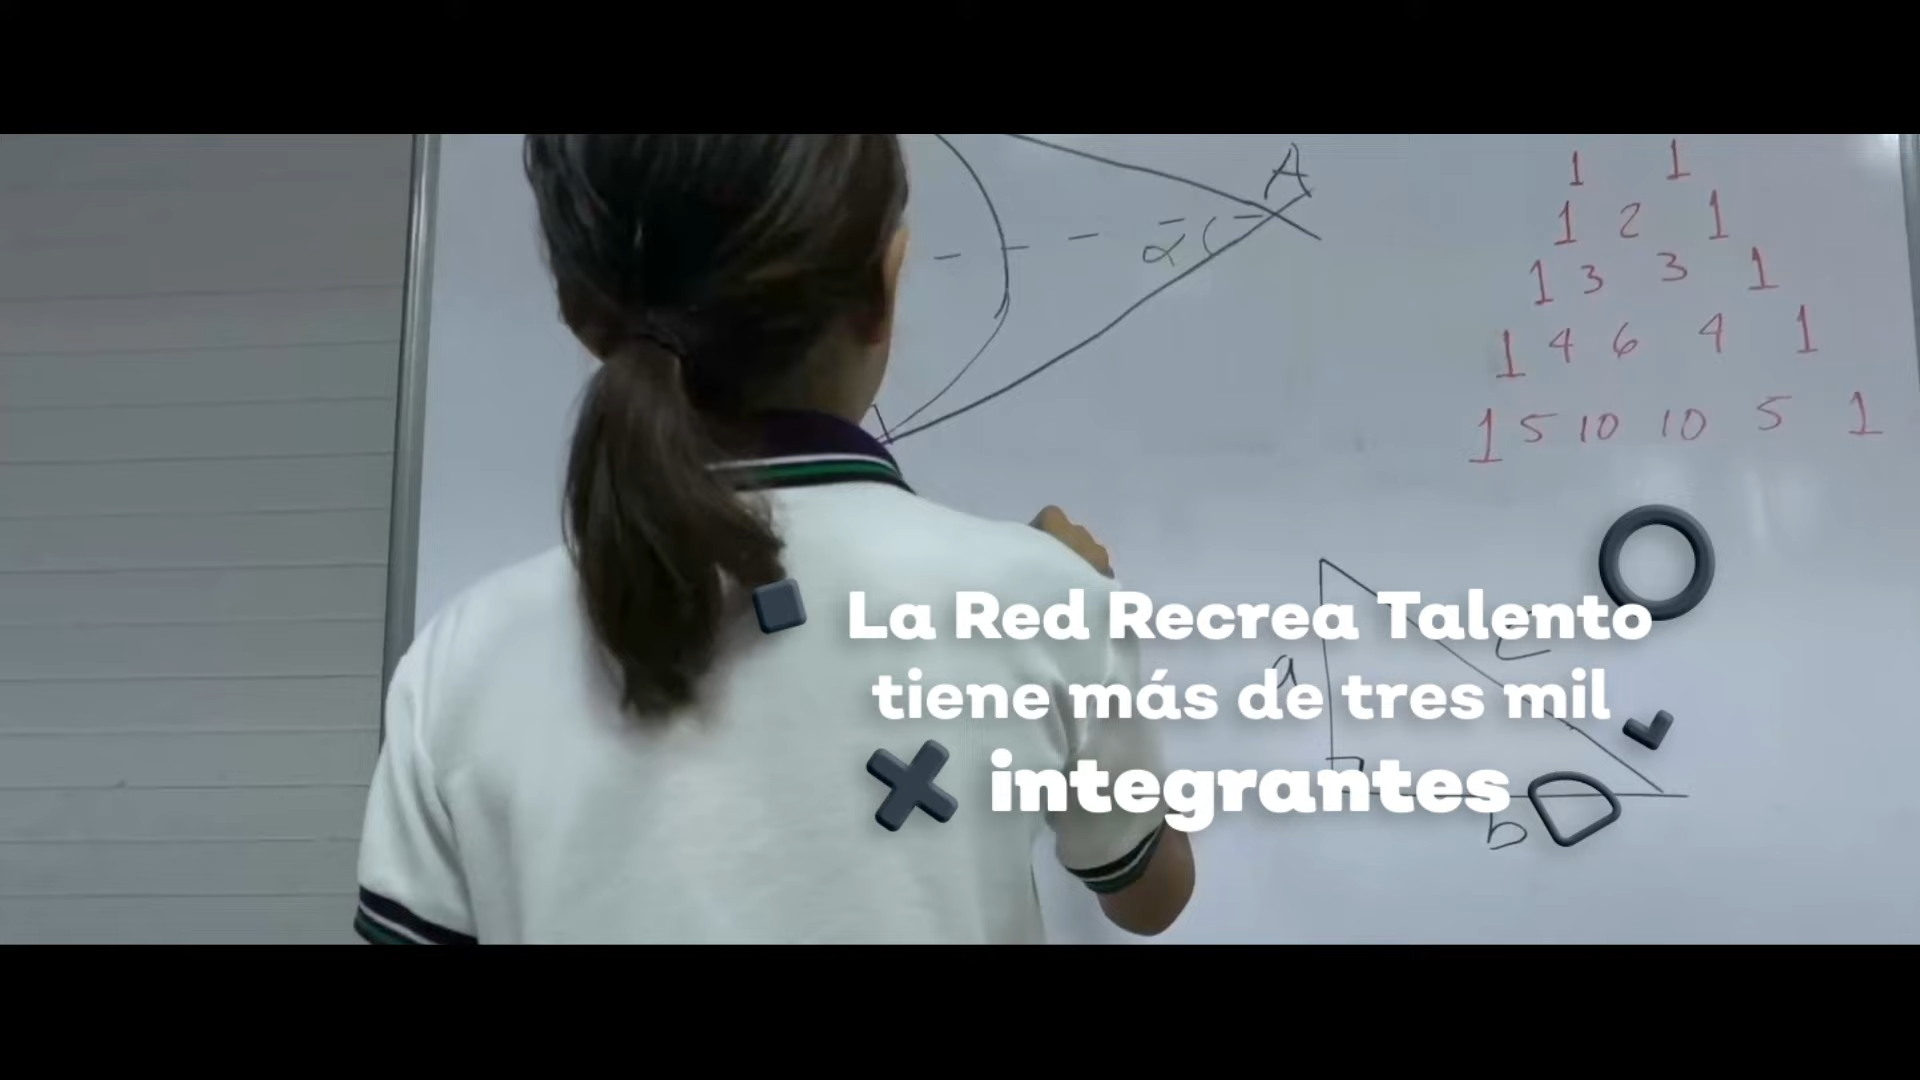 A
α
1 1
1 2 1
1 3 3 1
1 4 6 4 1
1 5 10 10 5 1
La Red Recrea Talento
tiene más de tres mil
integrantes
a
c
b